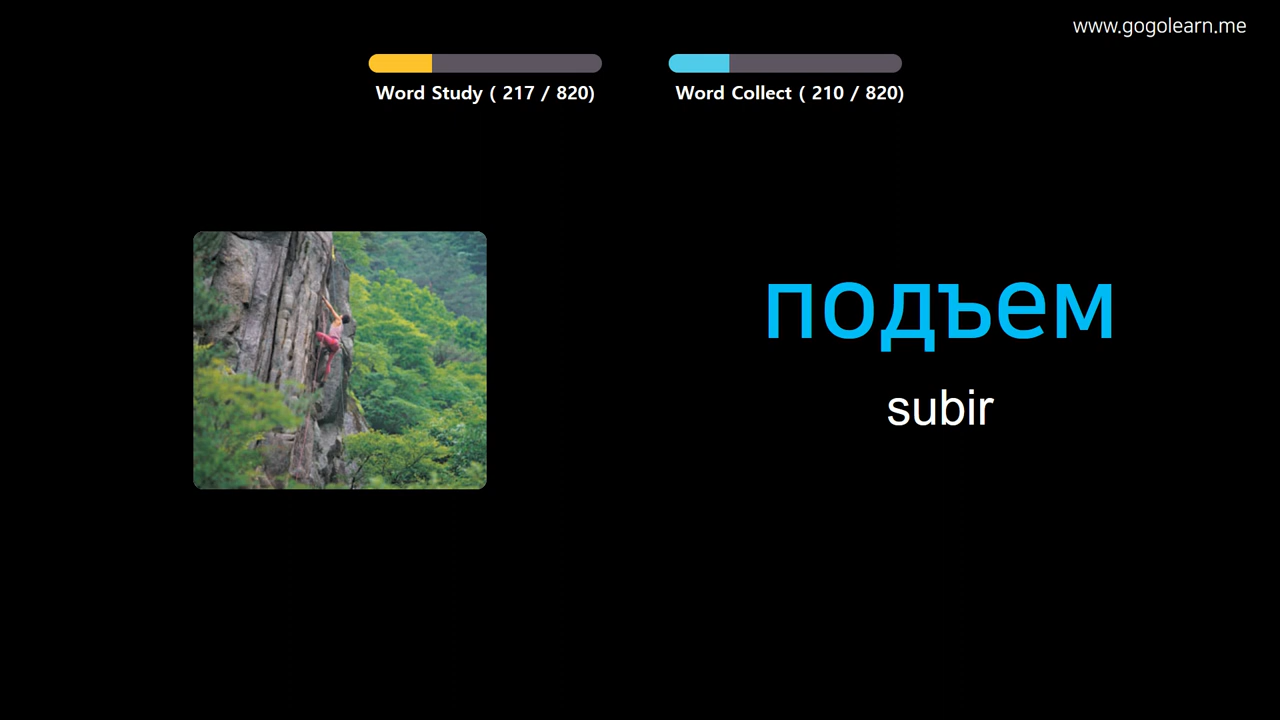 www.gogolearn.me
Word Study ( 217 / 820)
Word Collect ( 210 / 820)
подъем
subir